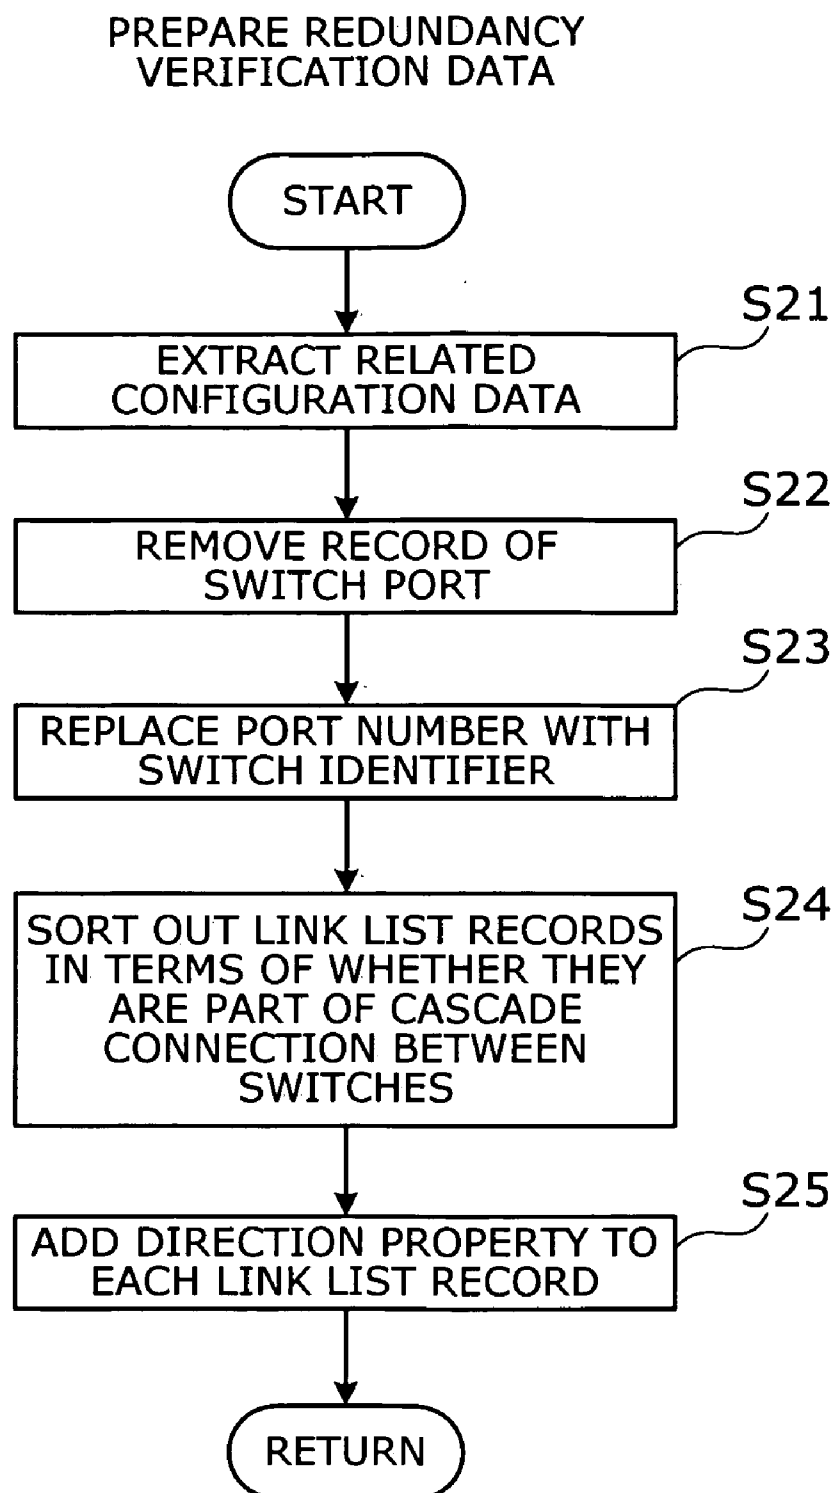 PREPARE REDUNDANCY
VERIFICATION DATA
START
S21
EXTRACT RELATED
CONFIGURATION DATA
S22
REMOVE RECORD OF
SWITCH PORT
S23
REPLACE PORT NUMBER WITH
SWITCH IDENTIFIER
S24
SORT OUT LINK LIST RECORDS
IN TERMS OF WHETHER THEY
ARE PART OF CASCADE
CONNECTION BETWEEN
SWITCHES
S25
ADD DIRECTION PROPERTY TO
EACH LINK LIST RECORD
RETURN